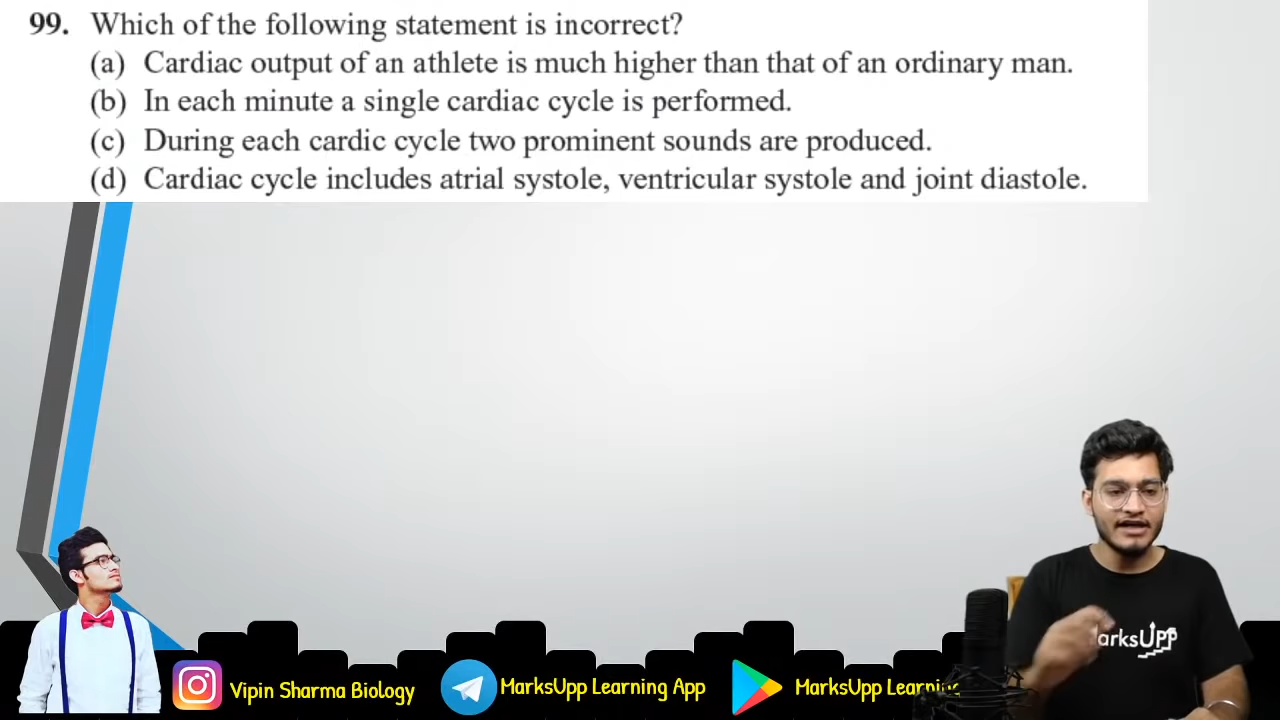 99. Which of the following statement is incorrect?
(a) Cardiac output of an athlete is much higher than that of an ordinary man.
(b) In each minute a single cardiac cycle is performed.
(c) During each cardic cycle two prominent sounds are produced.
(d) Cardiac cycle includes atrial systole, ventricular systole and joint diastole.
arksUpp
Vipin Sharma Biology
MarksUpp Learning App
MarksUpp Learning